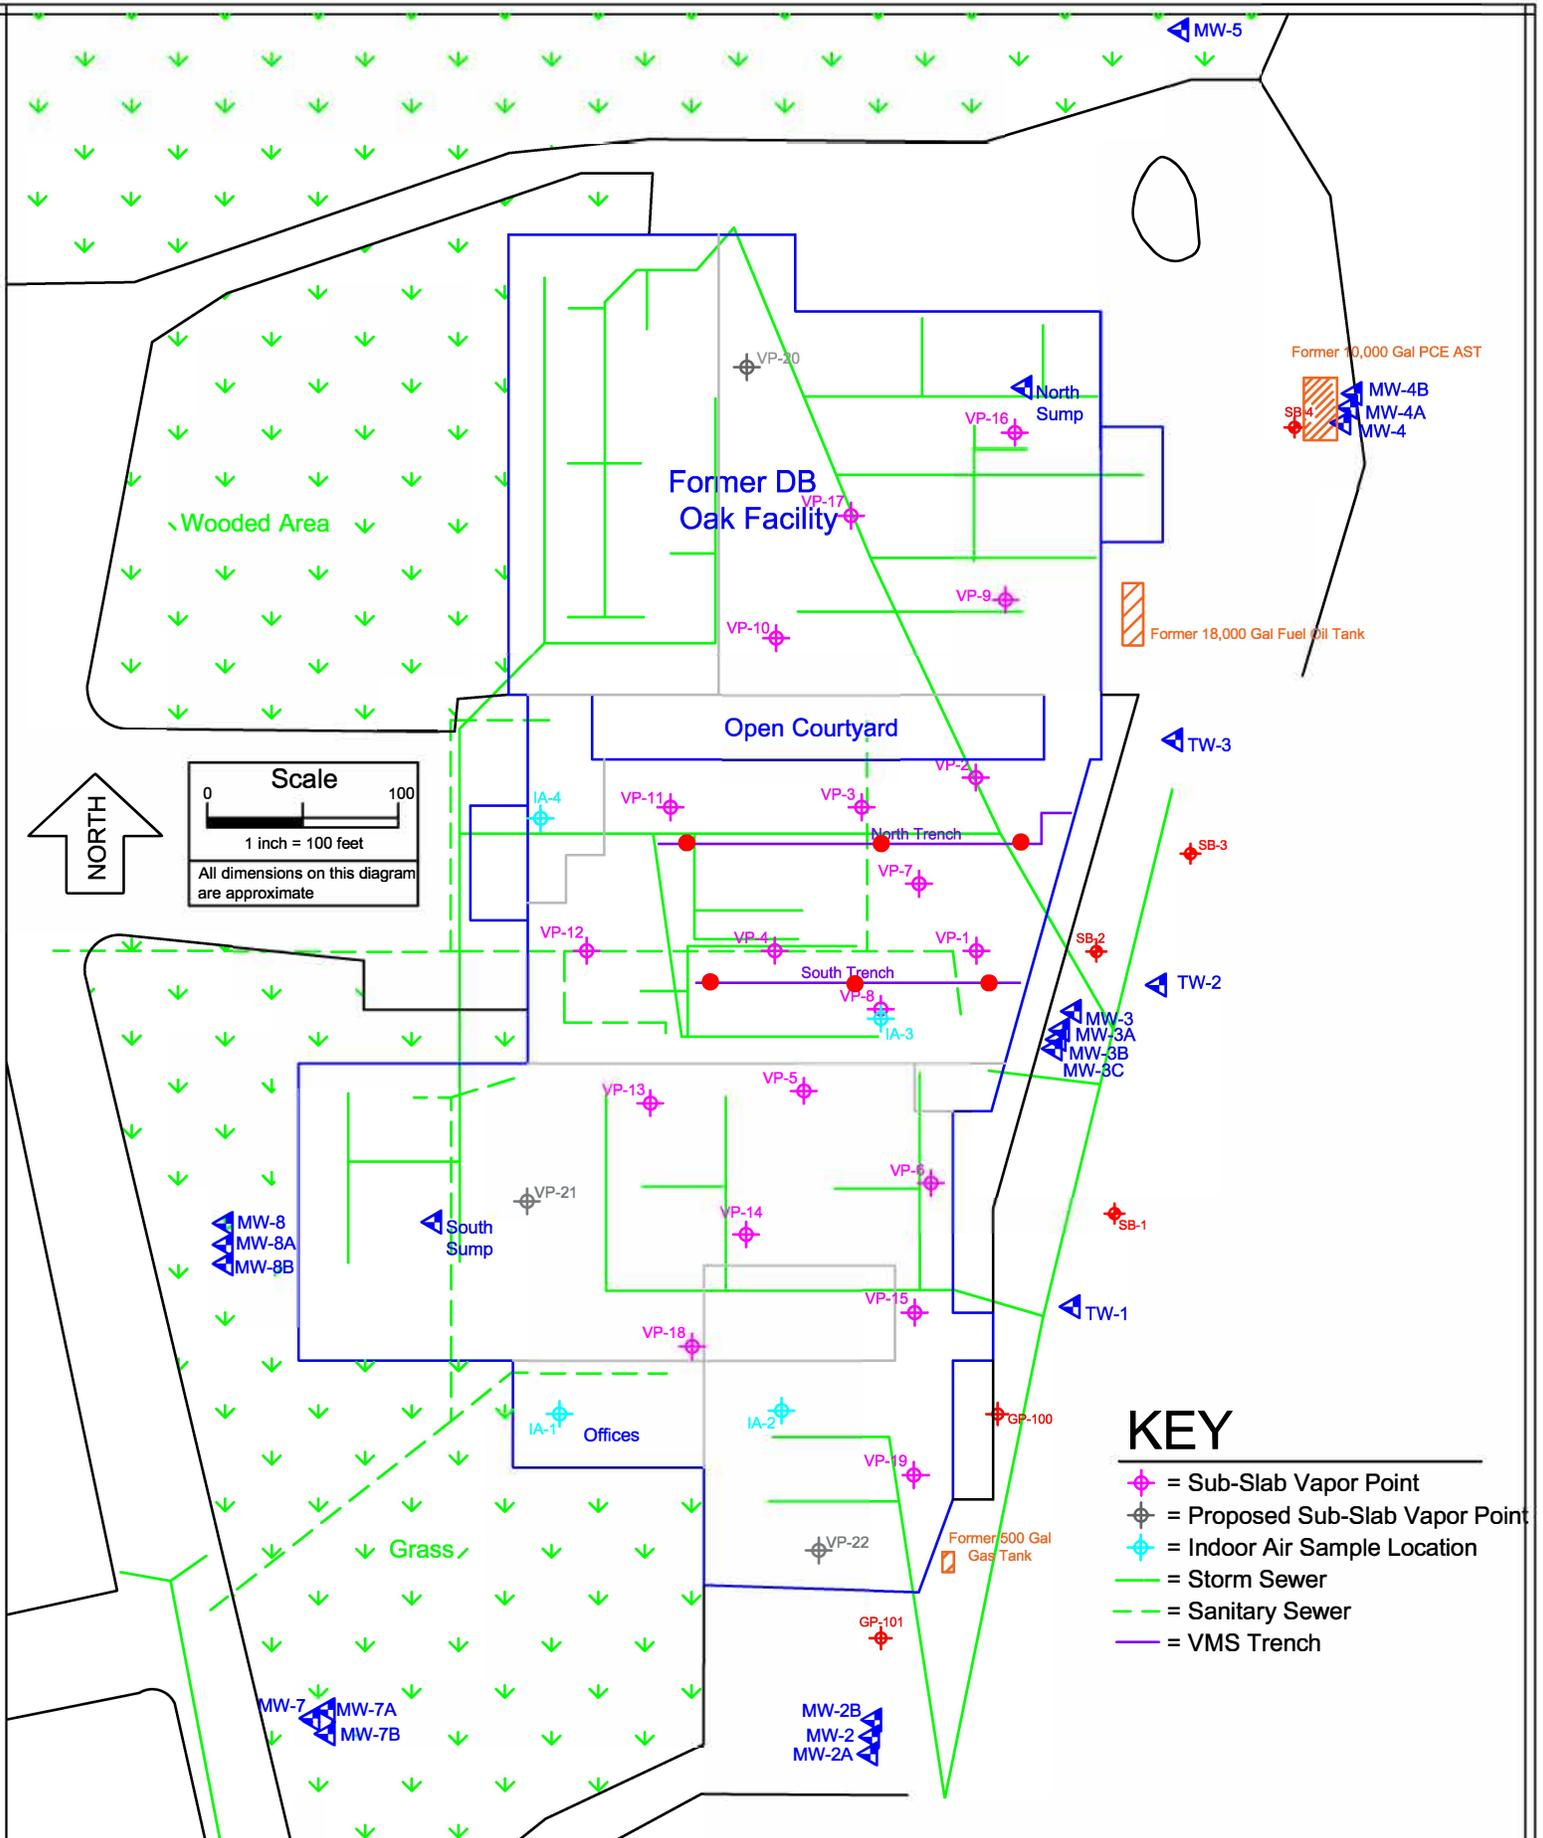 MW-5
Former 10,000 Gal PCE AST
VP-20
North
Sump
MW-4B
MW-4A
MW-4
SB-4
VP-16
Former DB
Oak Facility
VP-17
Wooded Area
VP-9
VP-10
Former 18,000 Gal Fuel Oil Tank
Open Courtyard
TW-3
VP-2
Scale
0
100
1 inch = 100 feet
All dimensions on this diagram
are approximate
NORTH
IA-4
VP-11
VP-3
North Trench
SB-3
VP-7
VP-12
VP-4
VP-1
SB-2
South Trench
TW-2
VP-8
IA-3
MW-3
MW-3A
MW-3B
MW-3C
VP-5
VP-13
VP-6
VP-21
VP-14
MW-8
MW-8A
MW-8B
South
Sump
SB-1
VP-15
TW-1
VP-18
IA-1
Offices
IA-2
GP-100
VP-19
VP-22
Grass
Former 500 Gal
Gas Tank
GP-101
MW-7
MW-7A
MW-7B
MW-2B
MW-2
MW-2A
KEY
= Sub-Slab Vapor Point
= Proposed Sub-Slab Vapor Point
= Indoor Air Sample Location
= Storm Sewer
= Sanitary Sewer
= VMS Trench